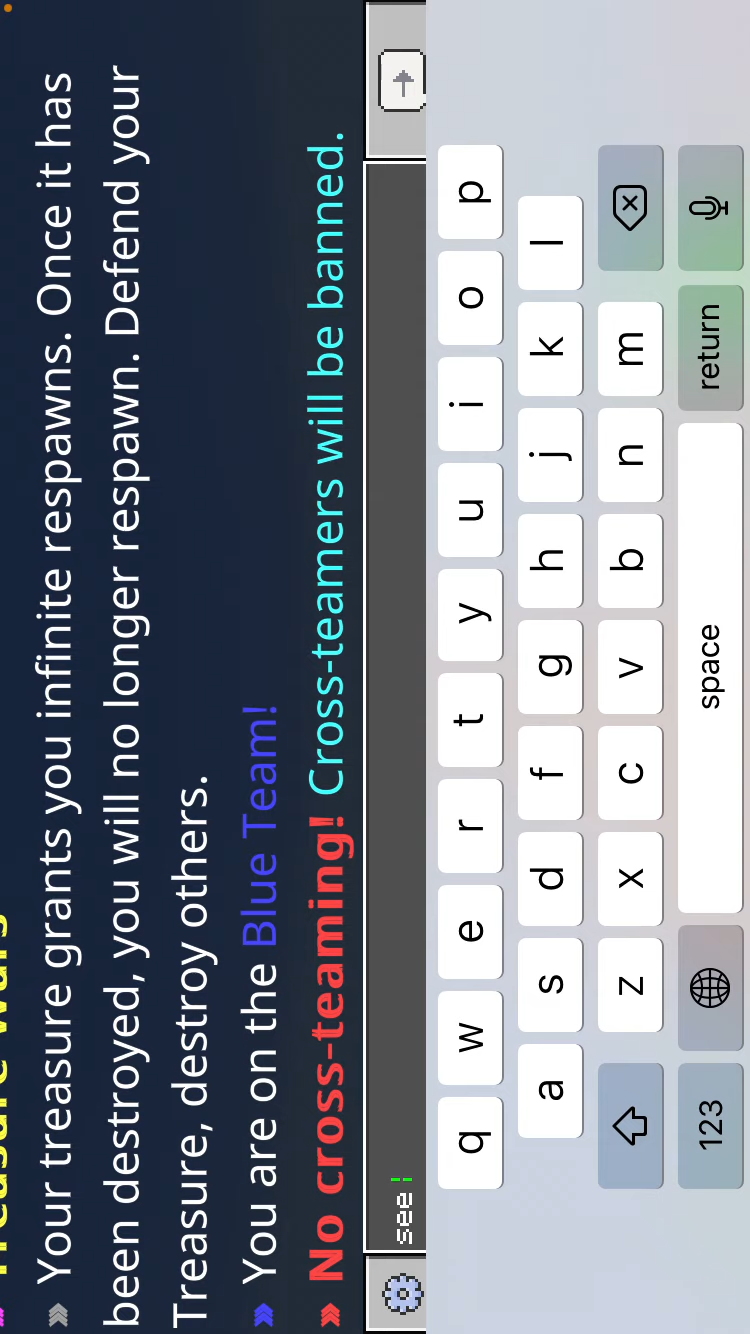 Treasure Wars
» Your treasure grants you infinite respawns. Once it has
been destroyed, you will no longer respawn. Defend your
Treasure, destroy others.
» You are on the Blue Team!
» No cross-teaming! Cross-teamers will be banned.
see
q w e r t y u i o p
a s d f g h j k l
z x c v b n m
123 space return